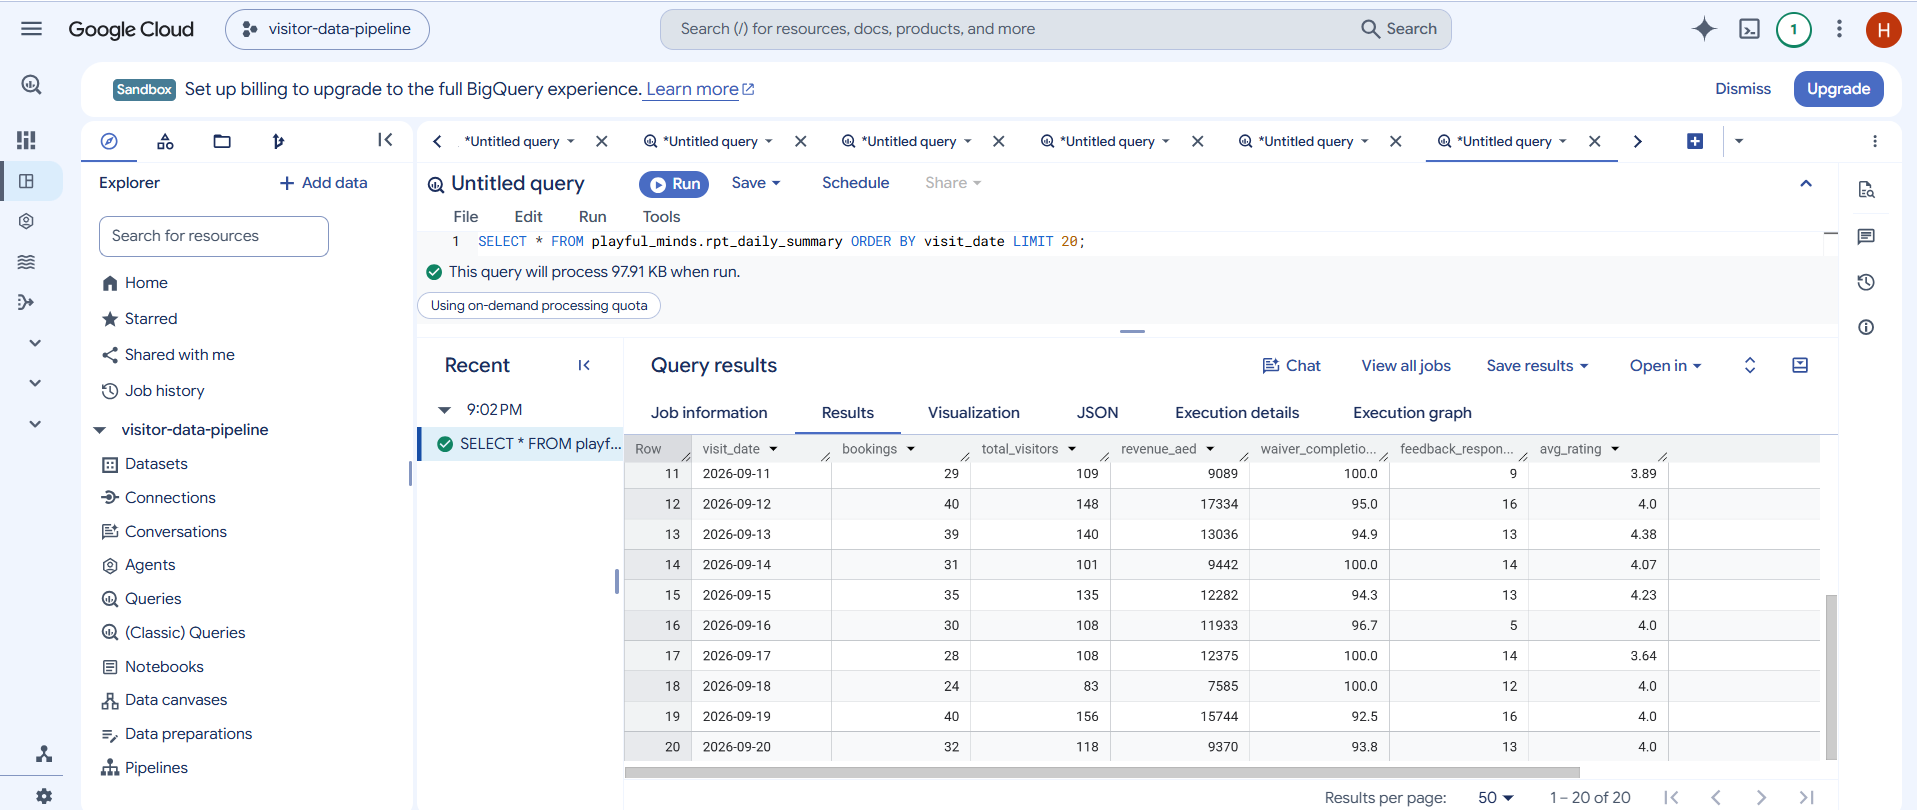 Google Cloud
visitor-data-pipeline
Search (/) for resources, docs, products, and more
Search
1
H
Sandbox Set up billing to upgrade to the full BigQuery experience. Learn more
Dismiss
Upgrade
*Untitled query
*Untitled query
*Untitled query
*Untitled query
*Untitled query
*Untitled query
Explorer
+ Add data
Search for resources
Home
Starred
Shared with me
Job history
visitor-data-pipeline
Datasets
Connections
Conversations
Agents
Queries
(Classic) Queries
Notebooks
Data canvases
Data preparations
Pipelines
Untitled query
Run
Save
Schedule
Share
File Edit Run Tools
1 SELECT * FROM playful_minds.rpt_daily_summary ORDER BY visit_date LIMIT 20;
This query will process 97.91 KB when run.
Using on-demand processing quota
Recent
9:02 PM
SELECT * FROM playf...
Query results
Chat
View all jobs
Save results
Open in
Job information Results Visualization JSON Execution details Execution graph
Row visit_date bookings total_visitors revenue_aed waiver_completio... feedback_respon... avg_rating
11 2026-09-11 29 109 9089 100.0 9 3.89
12 2026-09-12 40 148 17334 95.0 16 4.0
13 2026-09-13 39 140 13036 94.9 13 4.38
14 2026-09-14 31 101 9442 100.0 14 4.07
15 2026-09-15 35 135 12282 94.3 13 4.23
16 2026-09-16 30 108 11933 96.7 5 4.0
17 2026-09-17 28 108 12375 100.0 14 3.64
18 2026-09-18 24 83 7585 100.0 12 4.0
19 2026-09-19 40 156 15744 92.5 16 4.0
20 2026-09-20 32 118 9370 93.8 13 4.0
Results per page: 50 1 – 20 of 20